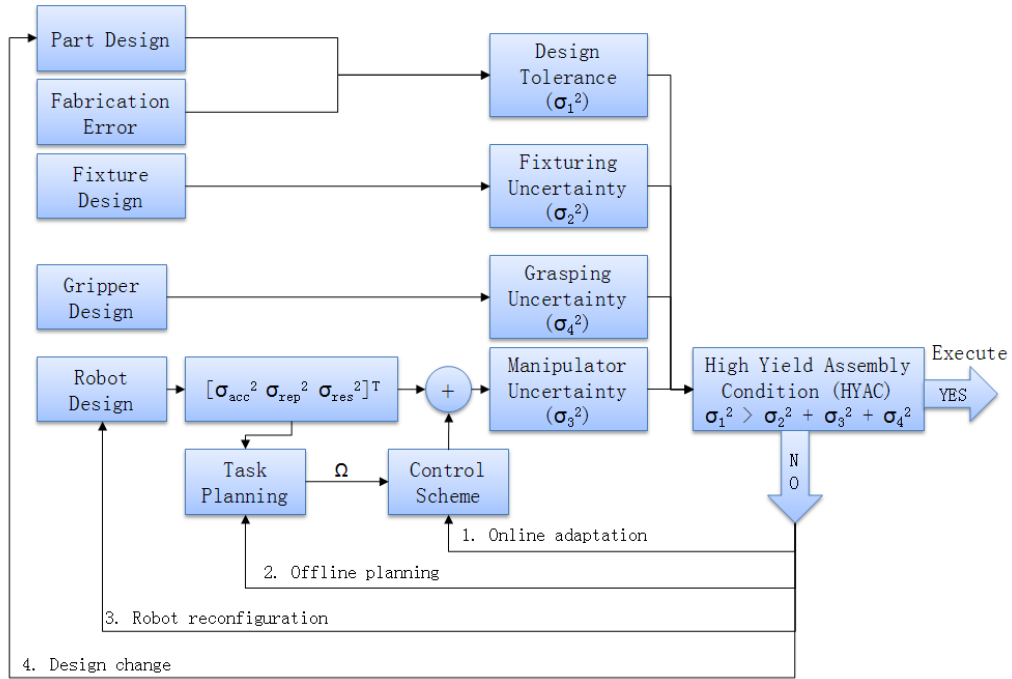 Part Design
Fabrication
Error
Fixture
Design
Gripper
Design
Robot
Design
[σacc² σrep² σres²]ᵀ
+
Task
Planning
Ω
Control
Scheme
Design
Tolerance
(σ₁²)
Fixturing
Uncertainty
(σ₂²)
Grasping
Uncertainty
(σ₄²)
Manipulator
Uncertainty
(σ₃²)
High Yield Assembly
Condition (HYAC)
σ₁² > σ₂² + σ₃² + σ₄²
Execute
YES
N
O
1. Online adaptation
2. Offline planning
3. Robot reconfiguration
4. Design change